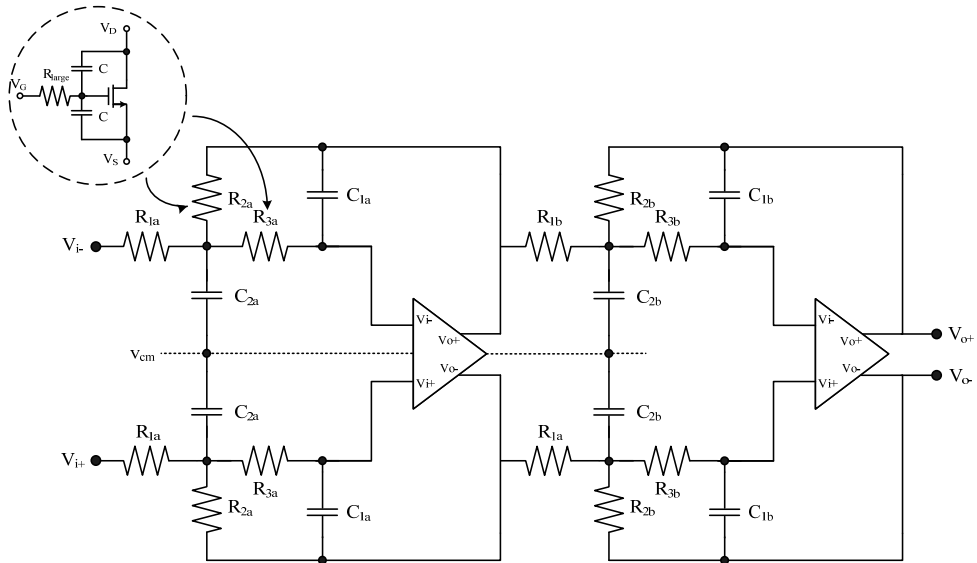 V_D
R_large
C
V_G
C
V_S
R_2a
C_1a
R_2b
C_1b
R_1a
R_3a
R_1b
R_3b
V_i-
C_2a
C_2b
Vi-
Vo+
Vi-
Vo+
V_o+
V_cm
Vo-
Vo-
V_o-
Vi+
Vi+
C_2a
C_2b
R_1a
R_1a
V_i+
R_3a
R_3b
R_2a
C_1a
R_2b
C_1b